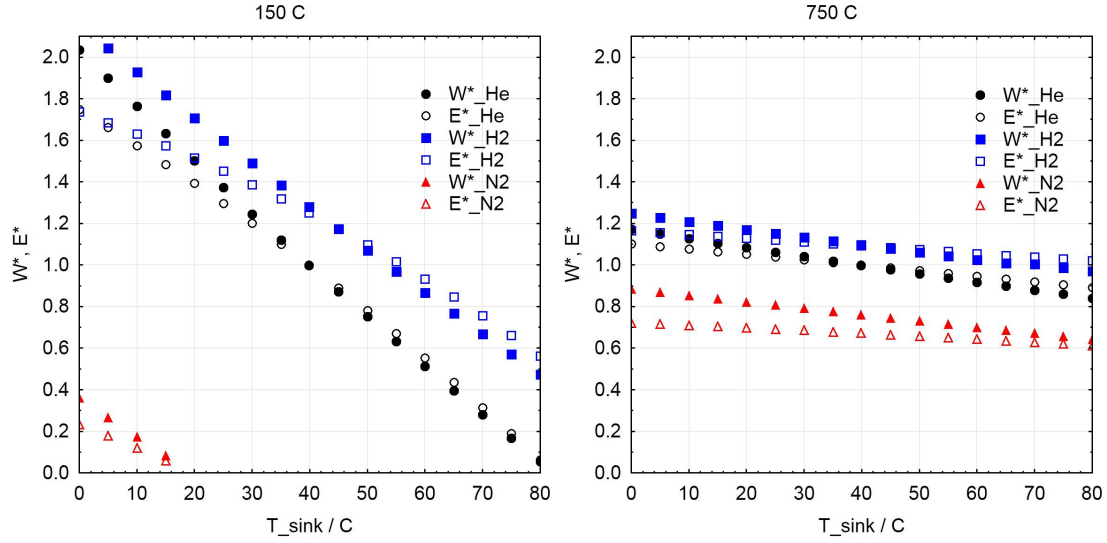 150 C
W*, E*
2.0
1.8
1.6
1.4
1.2
1.0
0.8
0.6
0.4
0.2
0.0
W*_He
E*_He
W*_H2
E*_H2
W*_N2
E*_N2
0 10 20 30 40 50 60 70 80
T_sink / C
750 C
W*, E*
2.0
1.8
1.6
1.4
1.2
1.0
0.8
0.6
0.4
0.2
0.0
W*_He
E*_He
W*_H2
E*_H2
W*_N2
E*_N2
0 10 20 30 40 50 60 70 80
T_sink / C